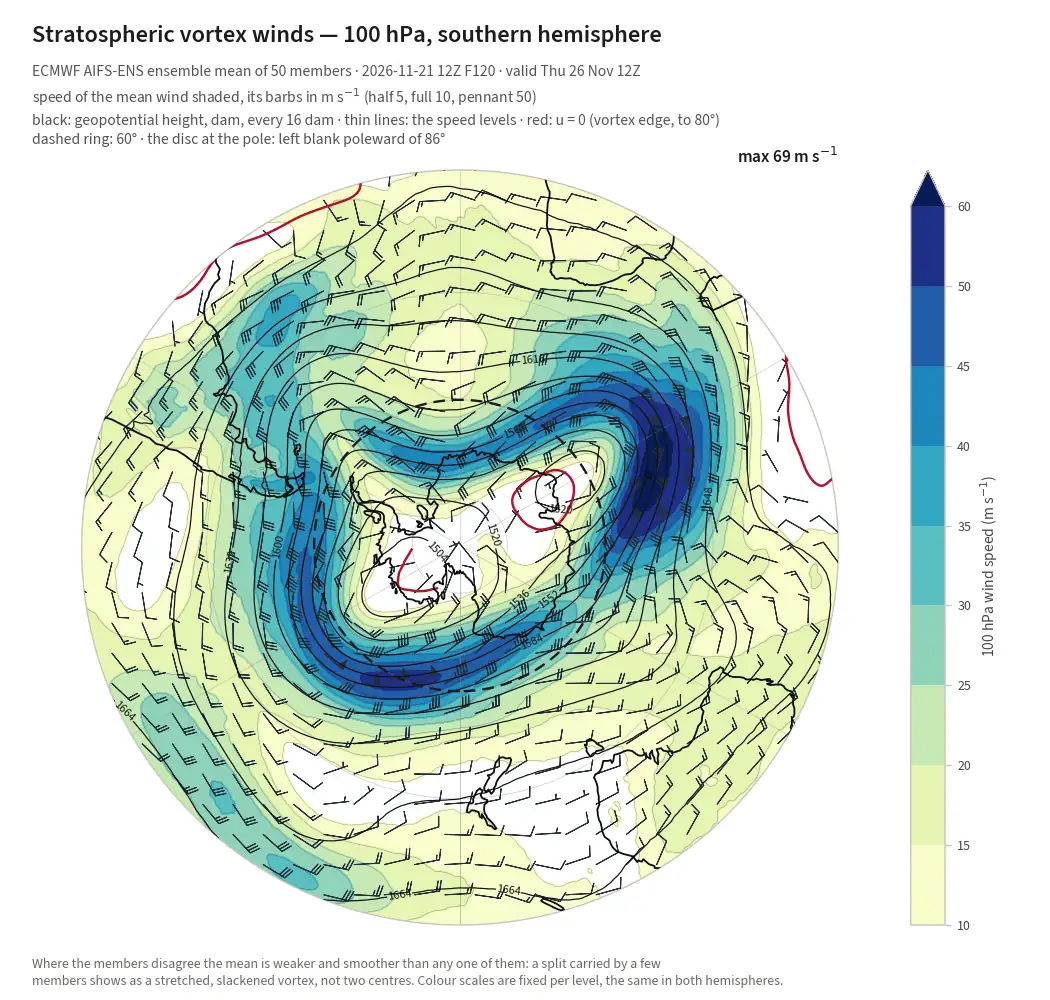 Stratospheric vortex winds — 100 hPa, southern hemisphere
ECMWF AIFS-ENS ensemble mean of 50 members · 2026-11-21 12Z F120 · valid Thu 26 Nov 12Z
speed of the mean wind shaded, its barbs in m s⁻¹ (half 5, full 10, pennant 50)
black: geopotential height, dam, every 16 dam · thin lines: the speed levels · red: u = 0 (vortex edge, to 80°)
dashed ring: 60° · the disc at the pole: left blank poleward of 86°
max 69 m s⁻¹
60
50
45
40
35
30
25
20
15
10
100 hPa wind speed (m s⁻¹)
1616
1648
1520
1520
1504
1600
1536
1552
1584
1664
1664
1664
Where the members disagree the mean is weaker and smoother than any one of them: a split carried by a few
members shows as a stretched, slackened vortex, not two centres. Colour scales are fixed per level, the same in both hemispheres.